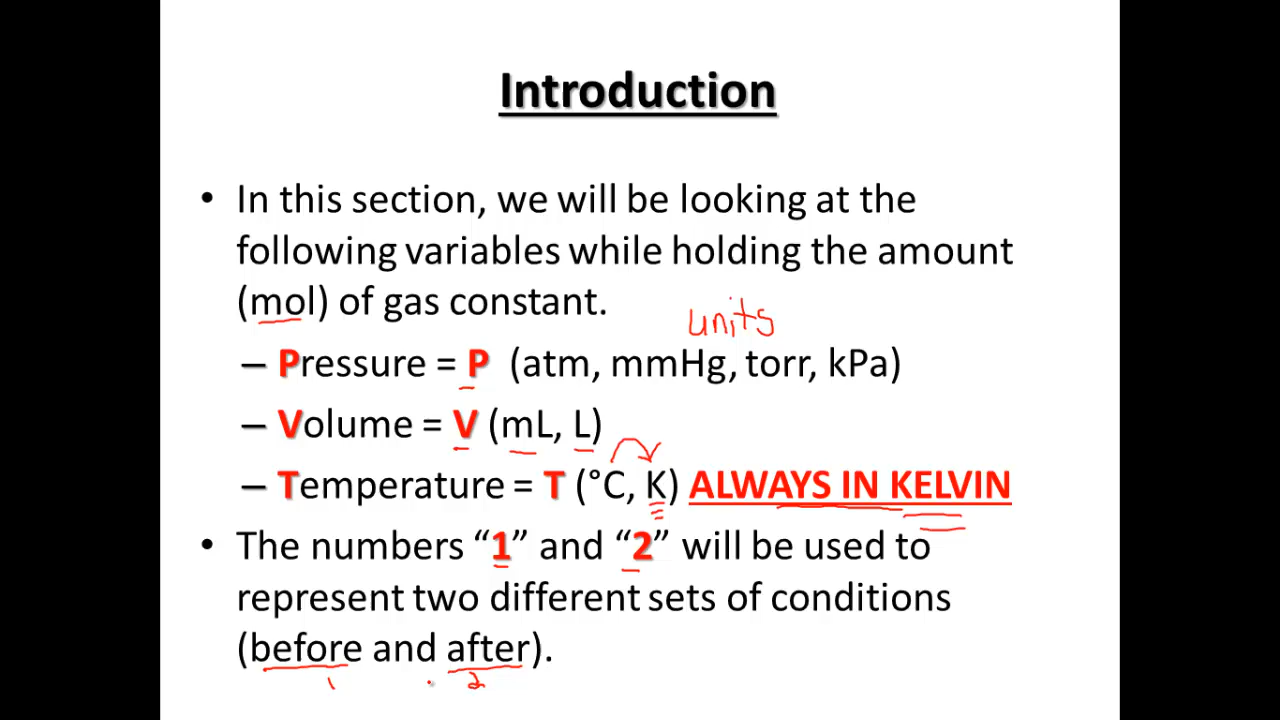 Introduction
• In this section, we will be looking at the
following variables while holding the amount
(mol) of gas constant.
units
– Pressure = P (atm, mmHg, torr, kPa)
– Volume = V (mL, L)
– Temperature = T (°C, K) ALWAYS IN KELVIN
• The numbers “1” and “2” will be used to
represent two different sets of conditions
(before and after).
1 2